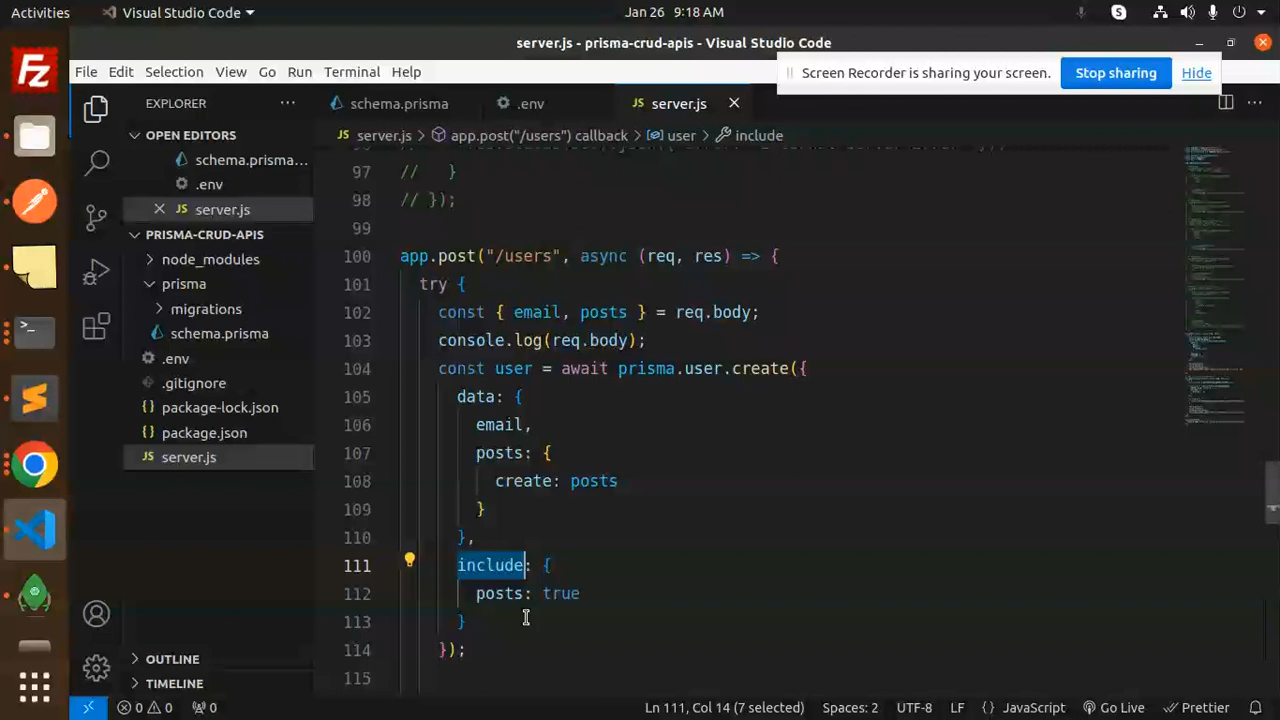 Activities
Visual Studio Code
Jan 26 9:18 AM
server.js - prisma-crud-apis - Visual Studio Code
File Edit Selection View Go Run Terminal Help
Screen Recorder is sharing your screen.
Stop sharing
Hide
EXPLORER
OPEN EDITORS
schema.prisma...
.env
server.js
PRISMA-CRUD-APIS
node_modules
prisma
migrations
schema.prisma
.env
.gitignore
package-lock.json
package.json
server.js
OUTLINE
TIMELINE
schema.prisma
.env
server.js
server.js > app.post("/users") callback > user > include
97 //   }
98 // });
99
100 app.post("/users", async (req, res) => {
101 try {
102 const { email, posts } = req.body;
103 console.log(req.body);
104 const user = await prisma.user.create({
105 data: {
106 email,
107 posts: {
108 create: posts
109 }
110 },
111 include: {
112 posts: true
113 }
114 });
115
0 0 0
Ln 111, Col 14 (7 selected)
Spaces: 2
UTF-8
LF
{ } JavaScript
Go Live
Prettier